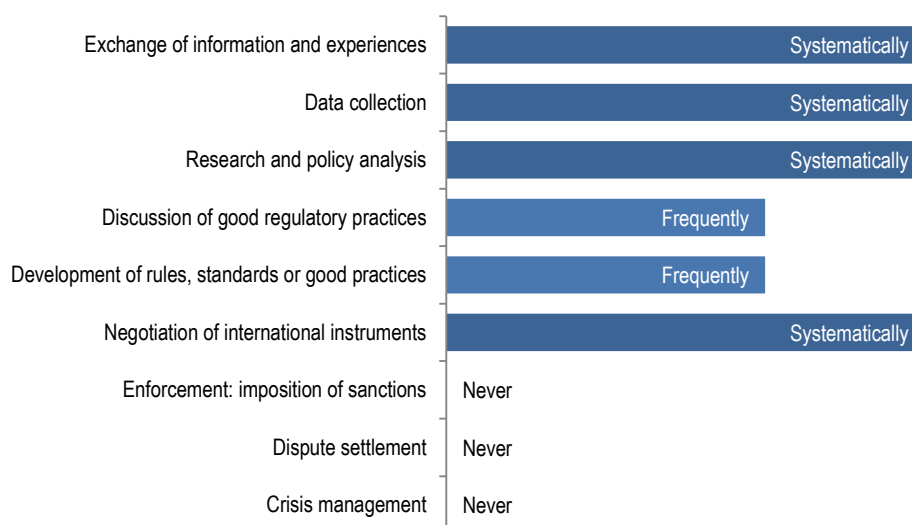 Exchange of information and experiences Systematically
Data collection Systematically
Research and policy analysis Systematically
Discussion of good regulatory practices Frequently
Development of rules, standards or good practices Frequently
Negotiation of international instruments Systematically
Enforcement: imposition of sanctions Never
Dispute settlement Never
Crisis management Never